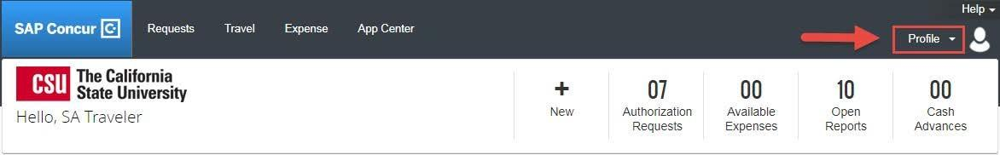 Help
SAP Concur C
Requests
Travel
Expense
App Center
Profile
CSU
The California
State University
Hello, SA Traveler
+
New
07
Authorization
Requests
00
Available
Expenses
10
Open
Reports
00
Cash
Advances